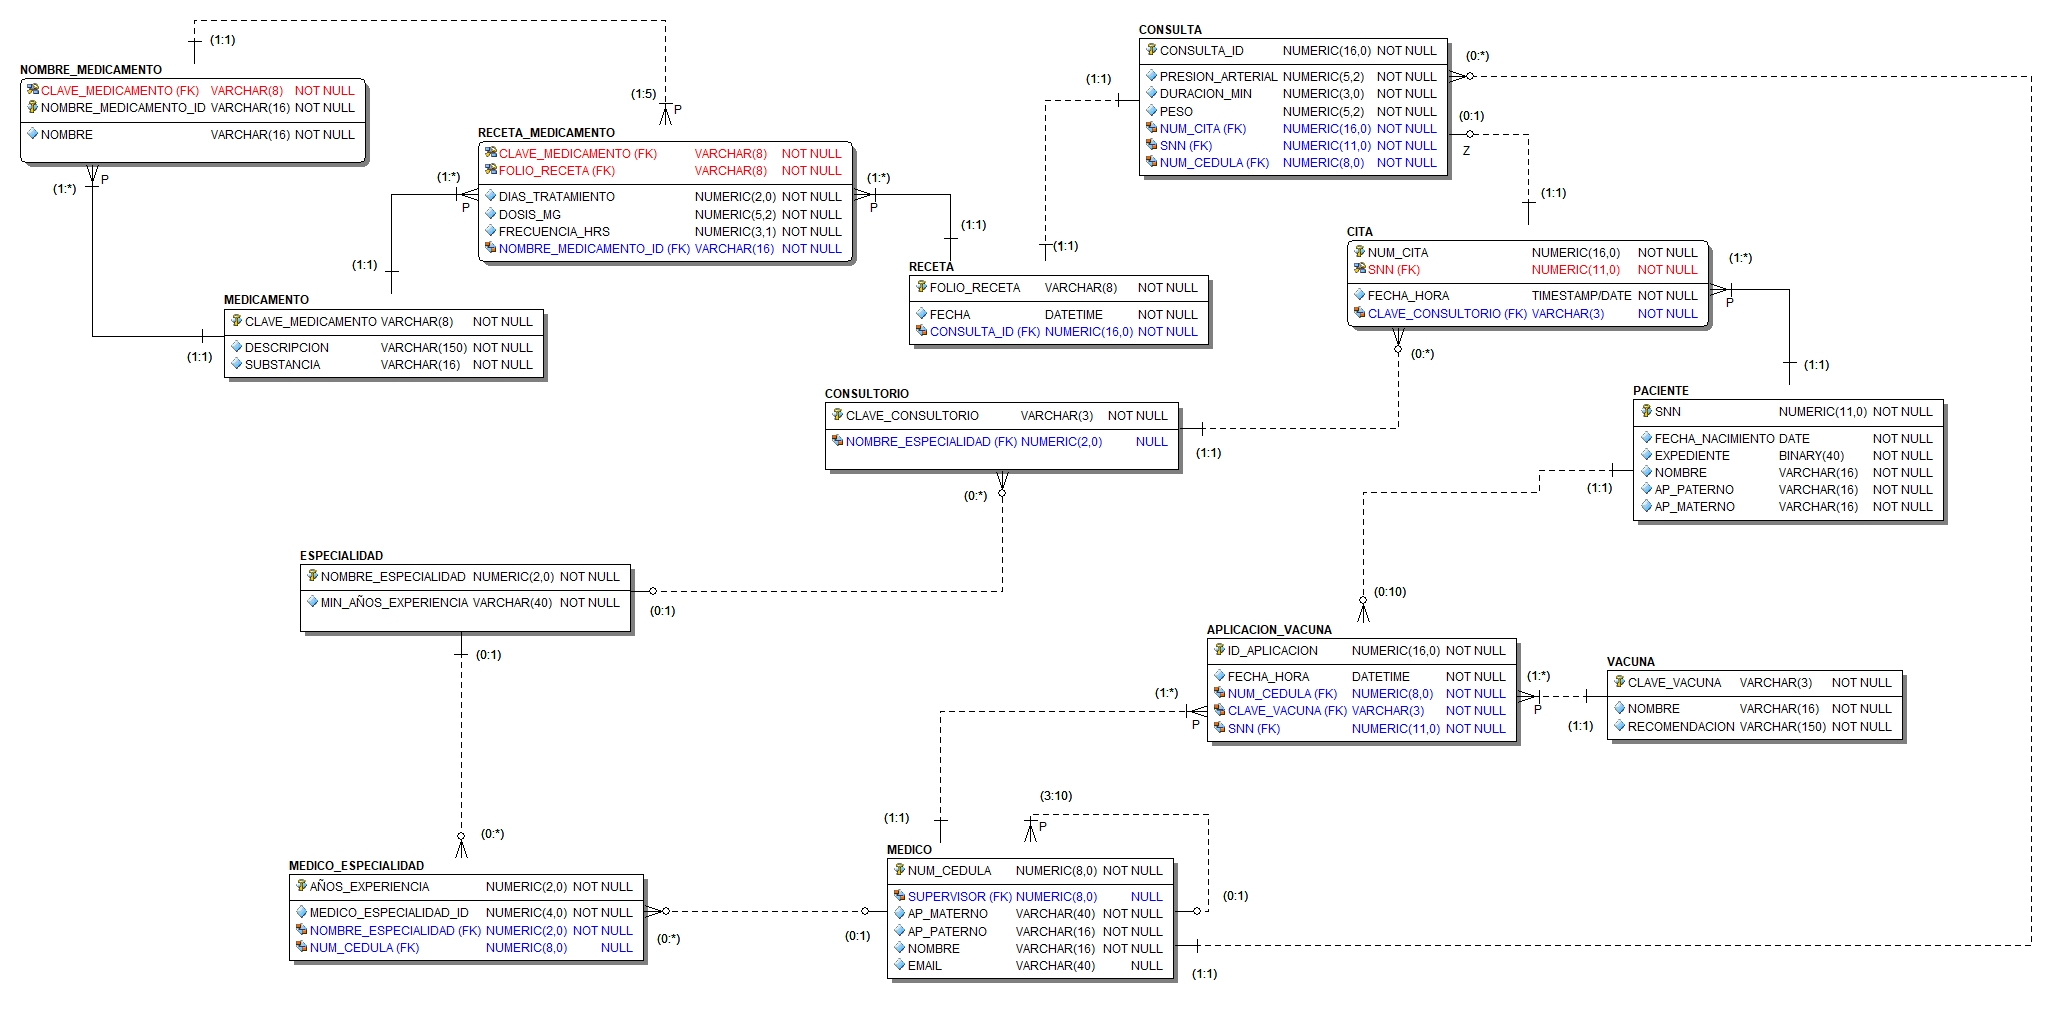 NOMBRE_MEDICAMENTO
CLAVE_MEDICAMENTO (FK) VARCHAR(8) NOT NULL
NOMBRE_MEDICAMENTO_ID VARCHAR(16) NOT NULL
NOMBRE VARCHAR(16) NOT NULL
(1:1)
(1:5)
P
(1:*)
P
RECETA_MEDICAMENTO
CLAVE_MEDICAMENTO (FK) VARCHAR(8) NOT NULL
FOLIO_RECETA (FK) VARCHAR(8) NOT NULL
DIAS_TRATAMIENTO NUMERIC(2,0) NOT NULL
DOSIS_MG NUMERIC(5,2) NOT NULL
FRECUENCIA_HRS NUMERIC(3,1) NOT NULL
NOMBRE_MEDICAMENTO_ID (FK) VARCHAR(16) NOT NULL
(1:*)
P
(1:*)
P
(1:1)
(1:1)
(1:1)
MEDICAMENTO
CLAVE_MEDICAMENTO VARCHAR(8) NOT NULL
DESCRIPCION VARCHAR(150) NOT NULL
SUBSTANCIA VARCHAR(16) NOT NULL
RECETA
FOLIO_RECETA VARCHAR(8) NOT NULL
FECHA DATETIME NOT NULL
CONSULTA_ID (FK) NUMERIC(16,0) NOT NULL
(1:1)
(1:1)
CONSULTA
CONSULTA_ID NUMERIC(16,0) NOT NULL
PRESION_ARTERIAL NUMERIC(5,2) NOT NULL
DURACION_MIN NUMERIC(3,0) NOT NULL
PESO NUMERIC(5,2) NOT NULL
NUM_CITA (FK) NUMERIC(16,0) NOT NULL
SNN (FK) NUMERIC(11,0) NOT NULL
NUM_CEDULA (FK) NUMERIC(8,0) NOT NULL
(0:*)
(0:1)
Z
(1:1)
CITA
NUM_CITA NUMERIC(16,0) NOT NULL
SNN (FK) NUMERIC(11,0) NOT NULL
FECHA_HORA TIMESTAMP/DATE NOT NULL
CLAVE_CONSULTORIO (FK) VARCHAR(3) NOT NULL
(1:*)
P
(0:*)
(1:1)
PACIENTE
SNN NUMERIC(11,0) NOT NULL
FECHA_NACIMIENTO DATE NOT NULL
EXPEDIENTE BINARY(40) NOT NULL
NOMBRE VARCHAR(16) NOT NULL
AP_PATERNO VARCHAR(16) NOT NULL
AP_MATERNO VARCHAR(16) NOT NULL
(1:1)
CONSULTORIO
CLAVE_CONSULTORIO VARCHAR(3) NOT NULL
NOMBRE_ESPECIALIDAD (FK) NUMERIC(2,0) NULL
(1:1)
(0:*)
ESPECIALIDAD
NOMBRE_ESPECIALIDAD NUMERIC(2,0) NOT NULL
MIN_AÑOS_EXPERIENCIA VARCHAR(40) NOT NULL
(0:1)
(0:1)
(0:10)
APLICACION_VACUNA
ID_APLICACION NUMERIC(16,0) NOT NULL
FECHA_HORA DATETIME NOT NULL
NUM_CEDULA (FK) NUMERIC(8,0) NOT NULL
CLAVE_VACUNA (FK) VARCHAR(3) NOT NULL
SNN (FK) NUMERIC(11,0) NOT NULL
(1:*)
P
(1:*)
P
(1:1)
VACUNA
CLAVE_VACUNA VARCHAR(3) NOT NULL
NOMBRE VARCHAR(16) NOT NULL
RECOMENDACION VARCHAR(150) NOT NULL
(0:*)
MEDICO_ESPECIALIDAD
AÑOS_EXPERIENCIA NUMERIC(2,0) NOT NULL
MEDICO_ESPECIALIDAD_ID NUMERIC(4,0) NOT NULL
NOMBRE_ESPECIALIDAD (FK) NUMERIC(2,0) NOT NULL
NUM_CEDULA (FK) NUMERIC(8,0) NULL
(0:*)
(0:1)
(1:1)
(3:10)
P
(0:1)
MEDICO
NUM_CEDULA NUMERIC(8,0) NOT NULL
SUPERVISOR (FK) NUMERIC(8,0) NULL
AP_MATERNO VARCHAR(40) NOT NULL
AP_PATERNO VARCHAR(16) NOT NULL
NOMBRE VARCHAR(16) NOT NULL
EMAIL VARCHAR(40) NULL
(1:1)